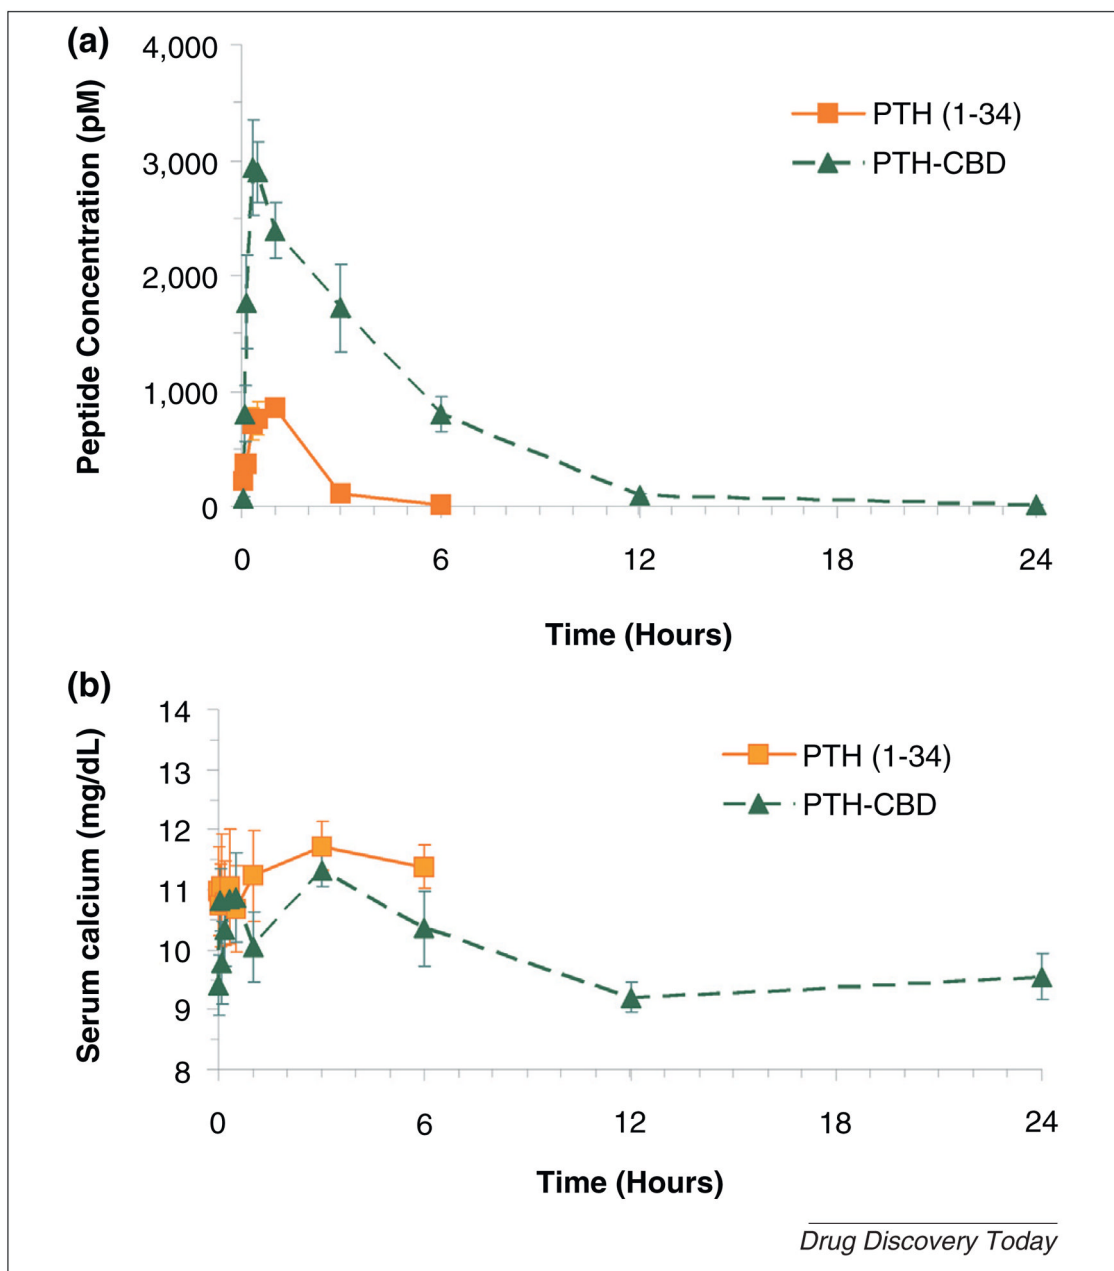 (a)
4,000
3,000
2,000
1,000
0
Peptide Concentration (pM)
PTH (1-34)
PTH-CBD
0 6 12 18 24
Time (Hours)
(b)
14
13
12
11
10
9
8
Serum calcium (mg/dL)
PTH (1-34)
PTH-CBD
0 6 12 18 24
Time (Hours)
Drug Discovery Today